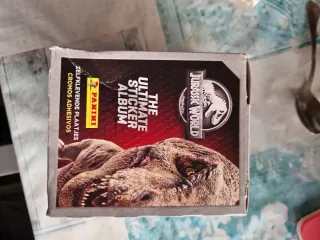 JURASSIC WORLD
THE
ULTIMATE
STICKER
ALBUM
PANINI
ZELFKLEVENDE PLAATJES
CROMOS ADHESIVOS